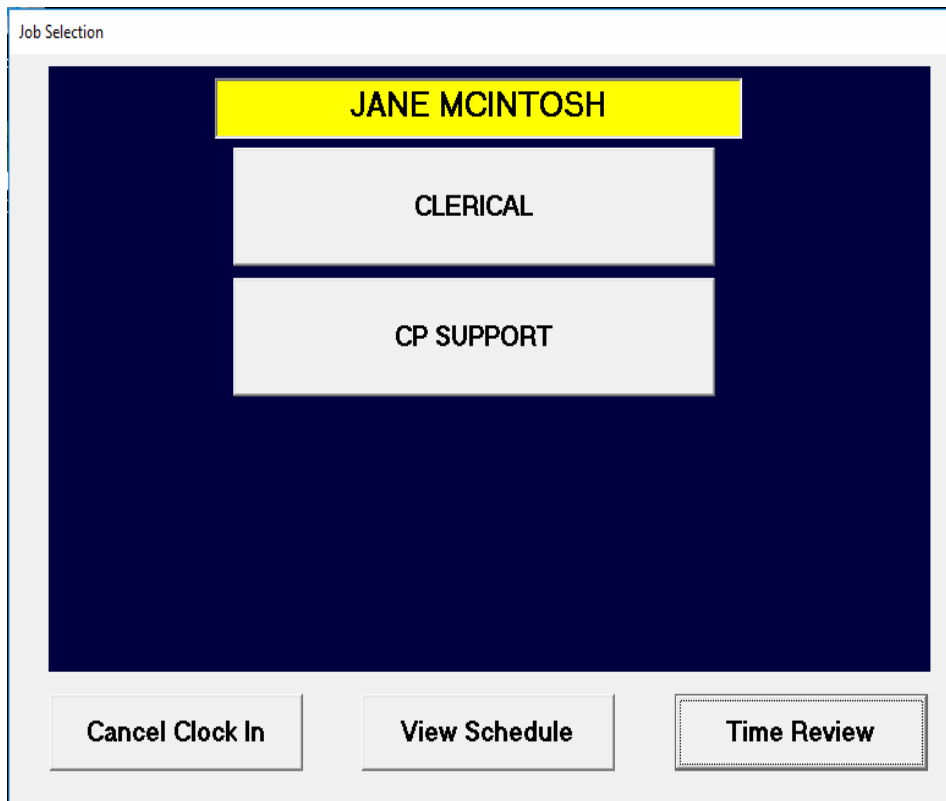 Job Selection
JANE MCINTOSH
CLERICAL
CP SUPPORT
Cancel Clock In
View Schedule
Time Review